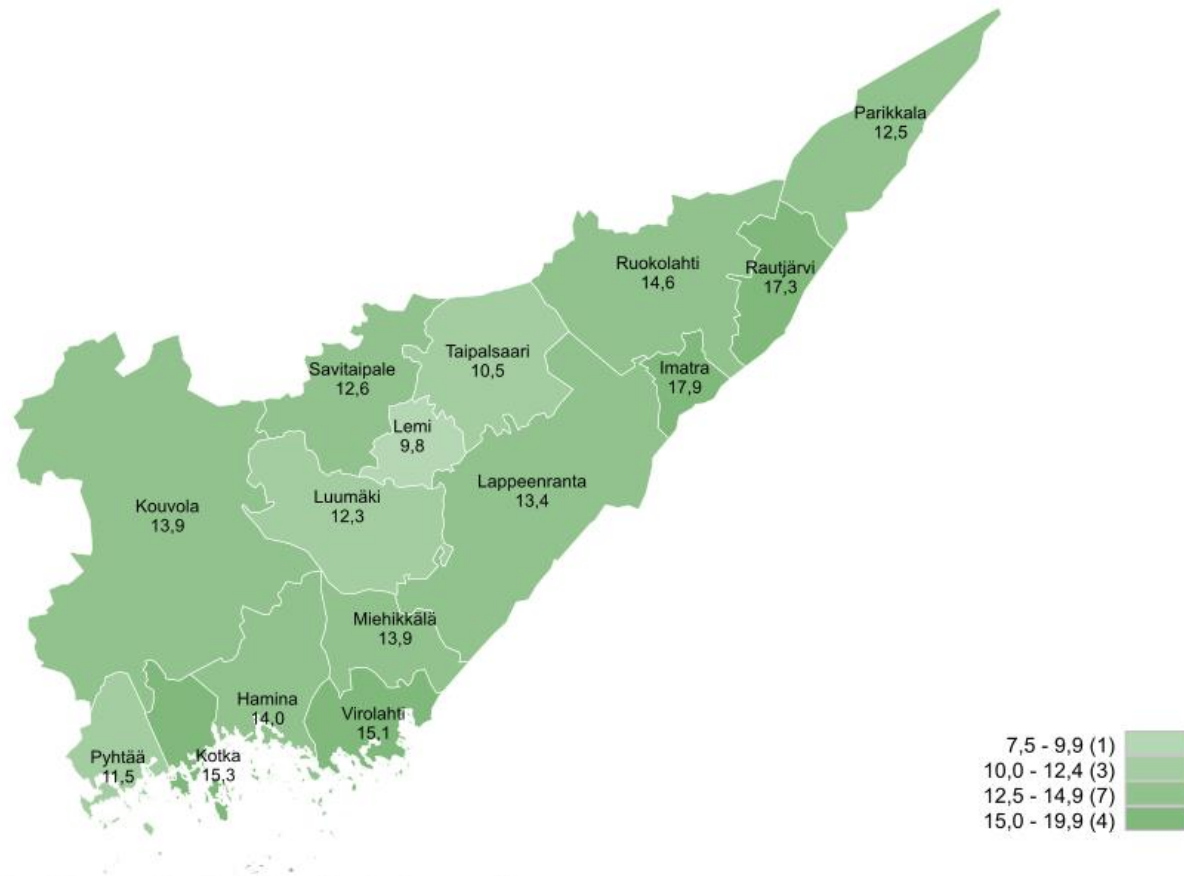 Parikkala
12,5
Ruokolahti
14,6
Rautjärvi
17,3
Taipalsaari
10,5
Imatra
17,9
Savitaipale
12,6
Lemi
9,8
Lappeenranta
13,4
Luumäki
12,3
Kouvola
13,9
Miehikkälä
13,9
Hamina
14,0
Virolahti
15,1
Pyhtää
11,5
Kotka
15,3
7,5 - 9,9 (1)
10,0 - 12,4 (3)
12,5 - 14,9 (7)
15,0 - 19,9 (4)